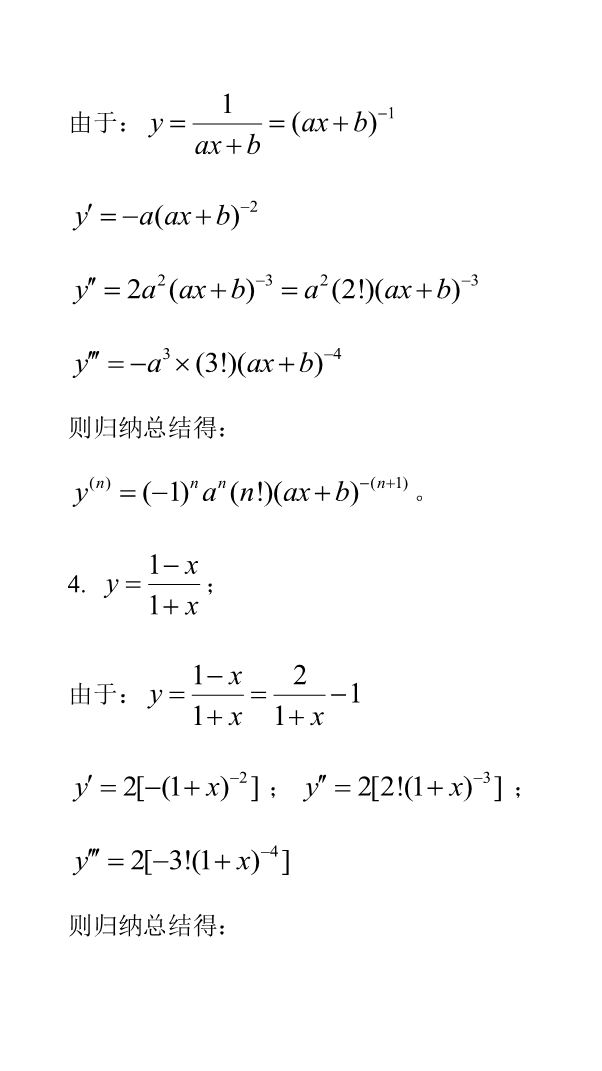 由于：y = \frac{1}{ax+b} = (ax+b)^{-1}
y' = -a(ax+b)^{-2}
y'' = 2a^2(ax+b)^{-3} = a^2(2!)(ax+b)^{-3}
y''' = -a^3 × (3!)(ax+b)^{-4}
则归纳总结得：
y^{(n)} = (-1)^n a^n (n!)(ax+b)^{-(n+1)} 。
4. y = \frac{1-x}{1+x}；
由于：y = \frac{1-x}{1+x} = \frac{2}{1+x} - 1
y' = 2[-(1+x)^{-2}]； y'' = 2[2!(1+x)^{-3}]；
y''' = 2[-3!(1+x)^{-4}]
则归纳总结得：